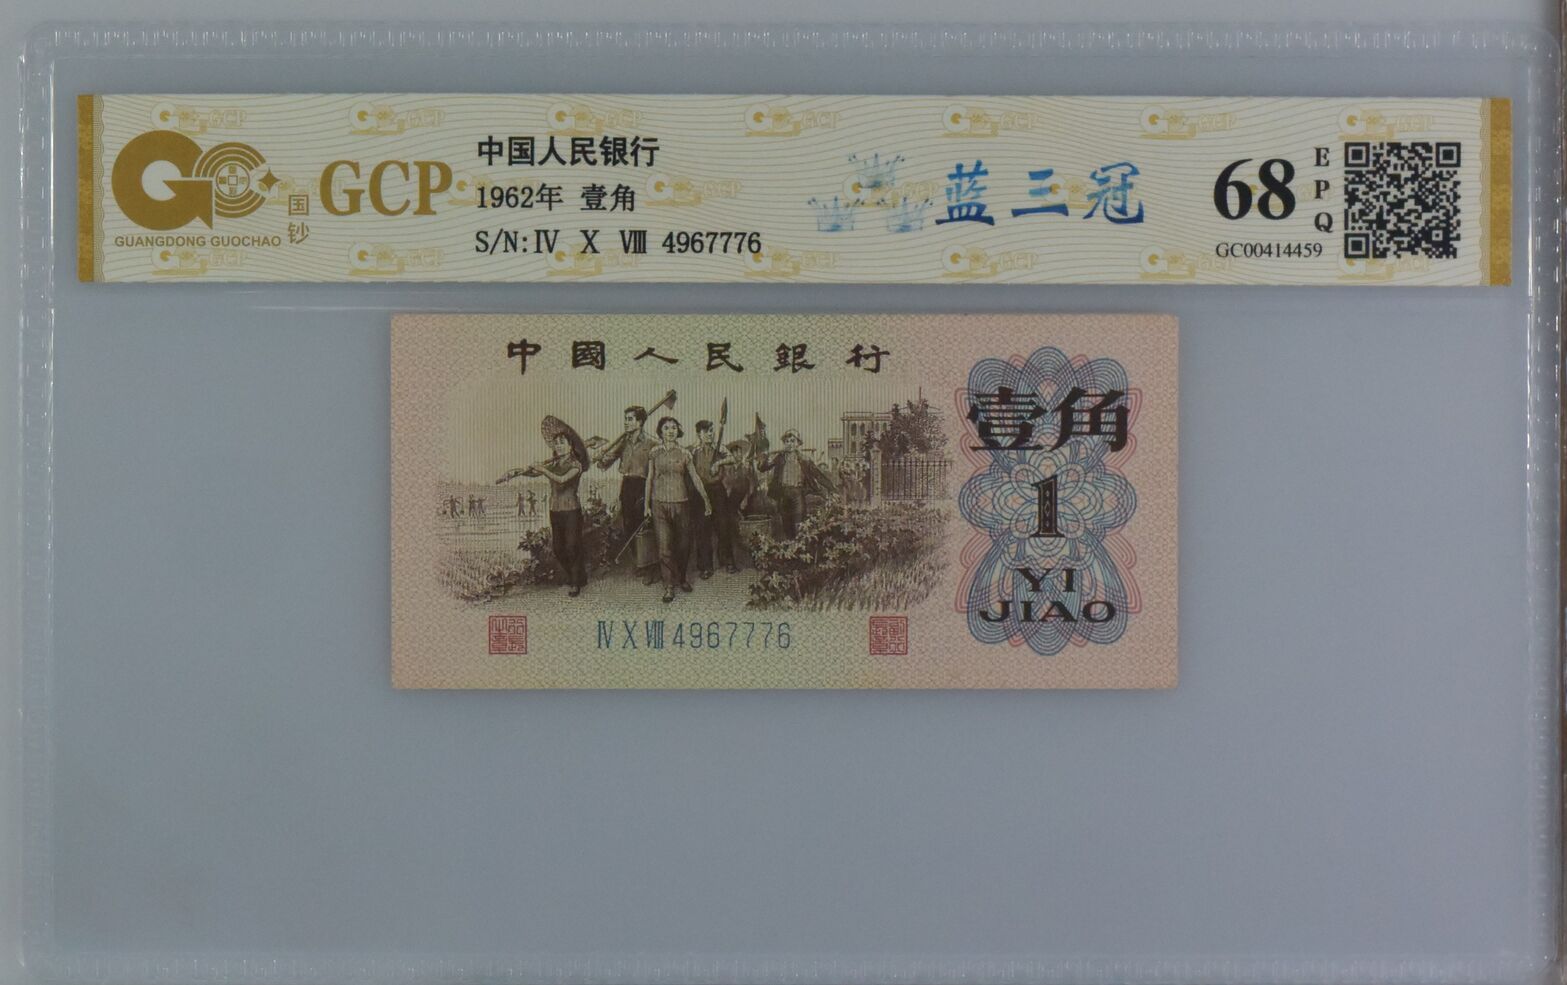 GCP
国钞
GUANGDONG GUOCHAO
中国人民银行
1962年 壹角
S/N:Ⅳ Ⅹ Ⅷ 4967776
蓝三冠
68
EPQ
GC00414459
中國人民銀行
壹角
1
YI
JIAO
Ⅳ Ⅹ Ⅷ 4967776